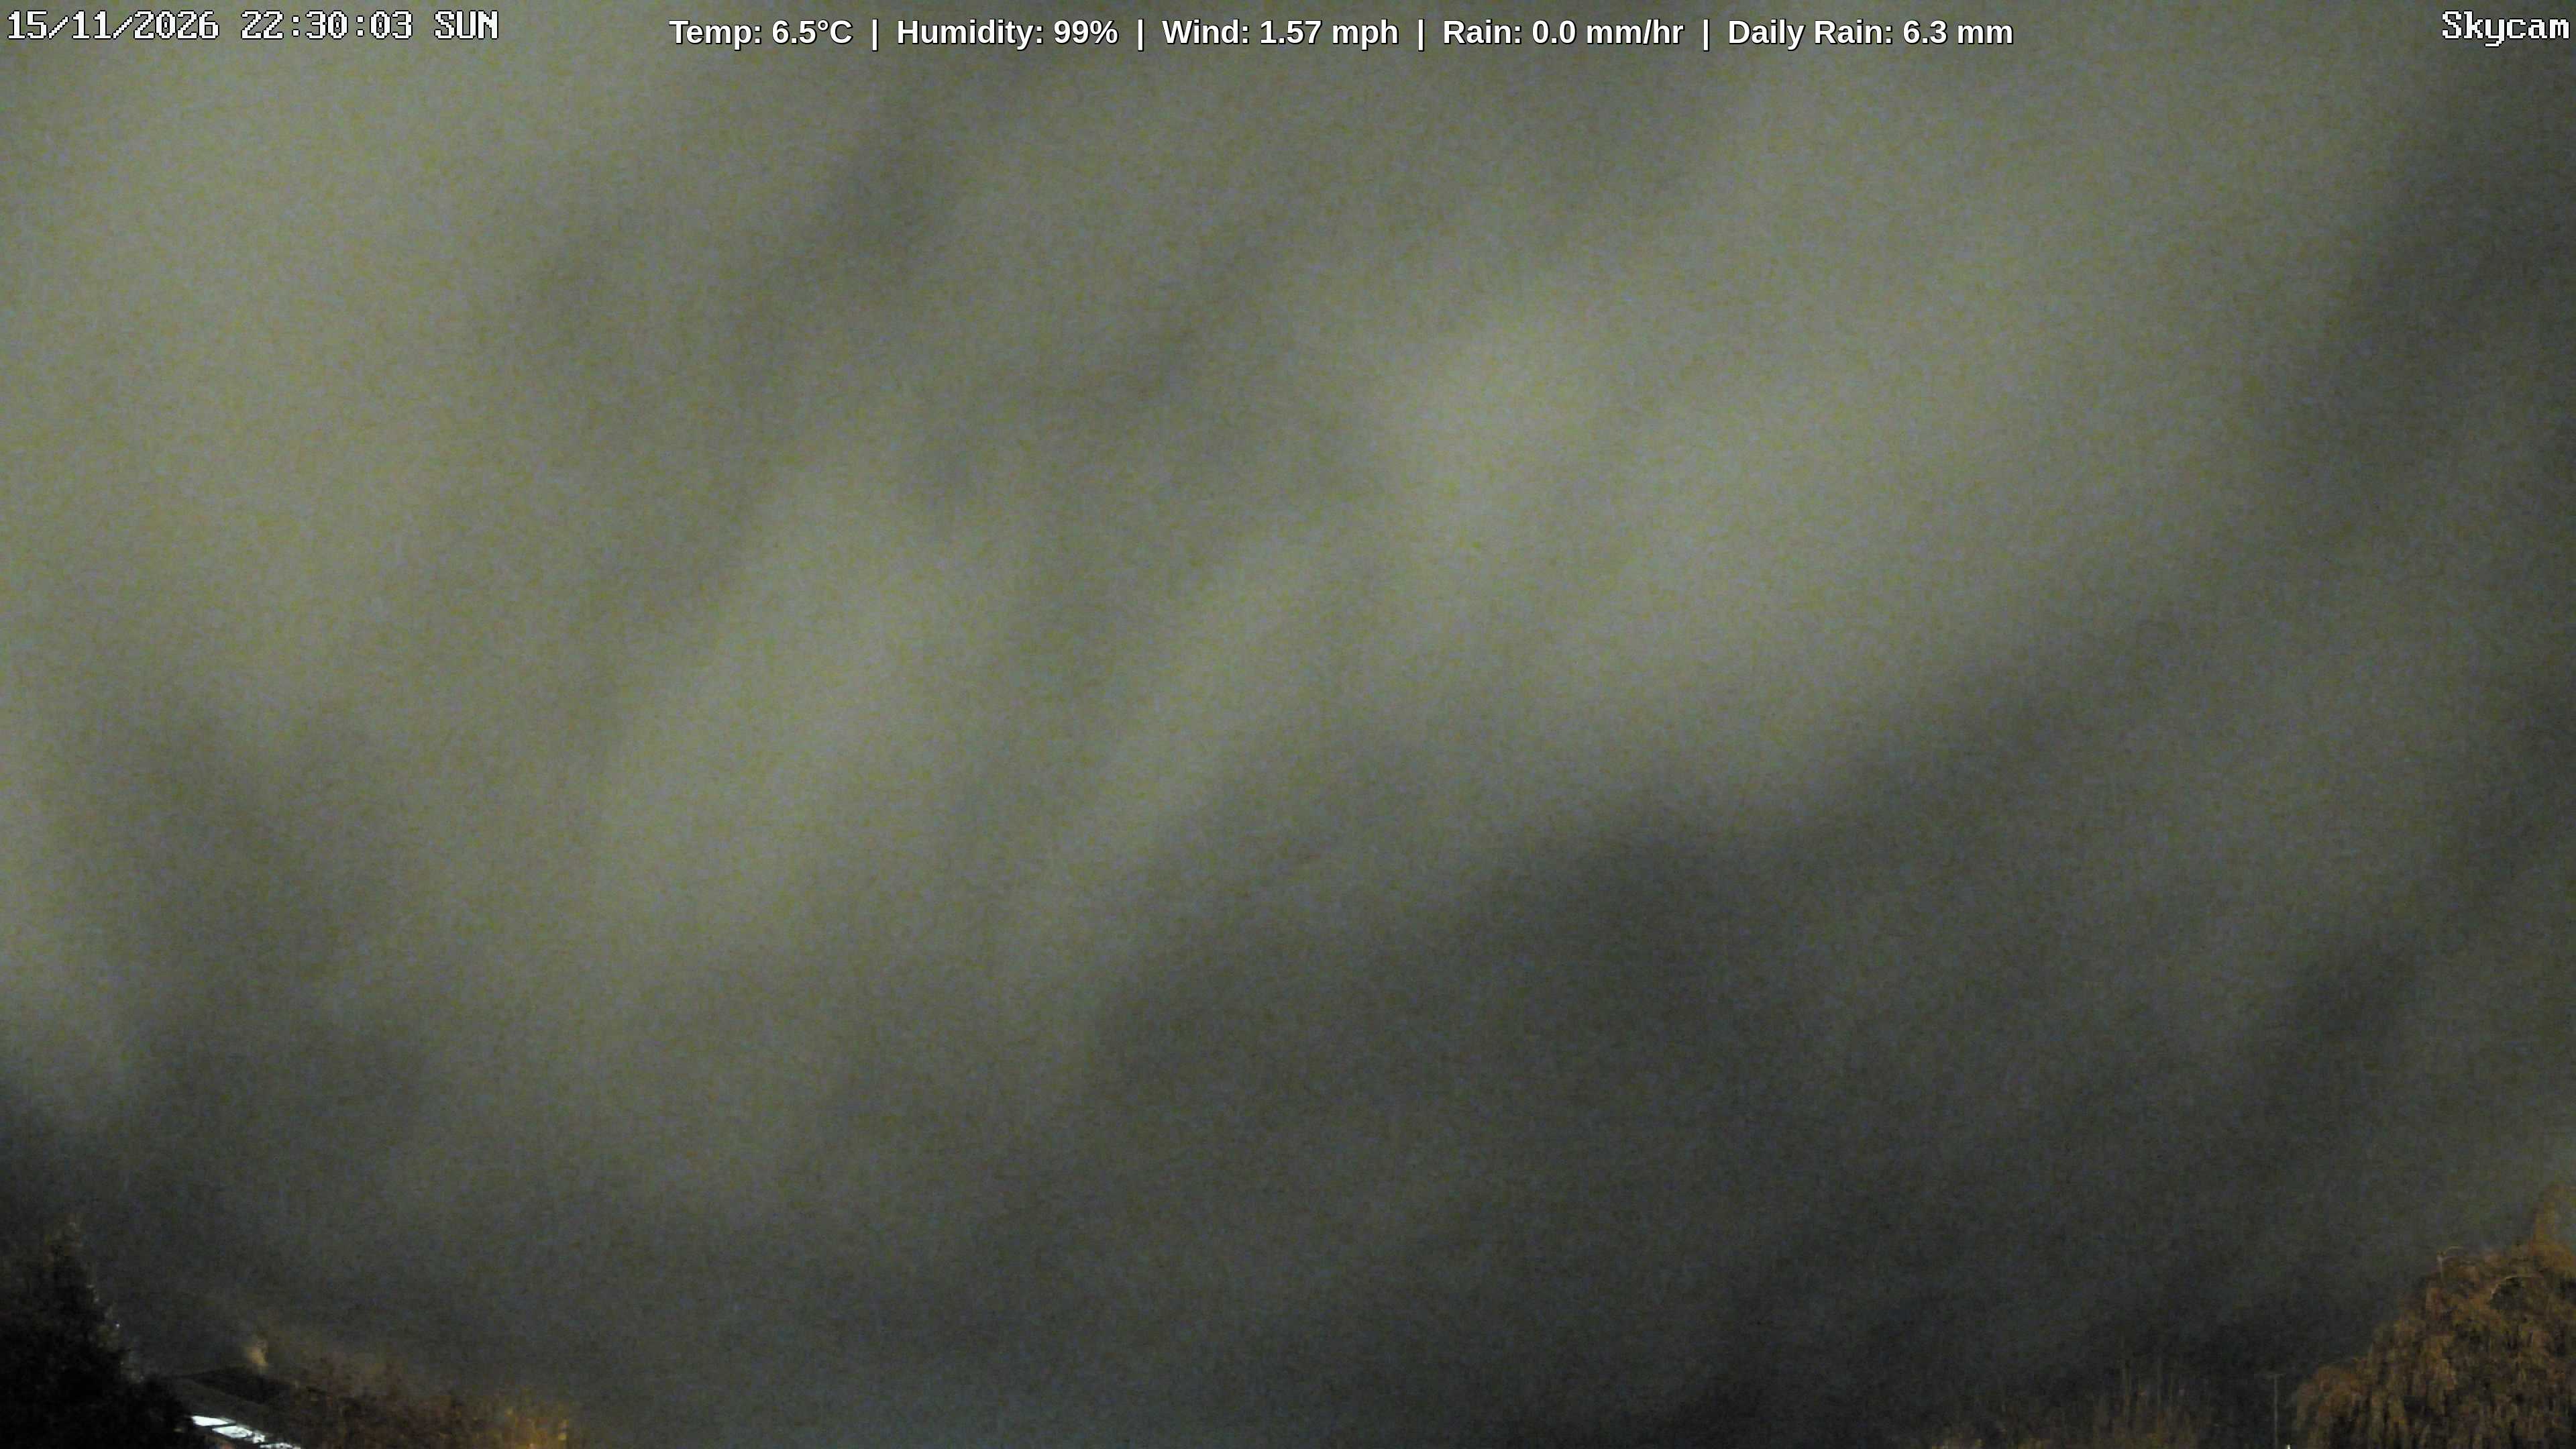 15/11/2026 22:30:03 SUN
Temp: 6.5°C | Humidity: 99% | Wind: 1.57 mph | Rain: 0.0 mm/hr | Daily Rain: 6.3 mm
Skycam